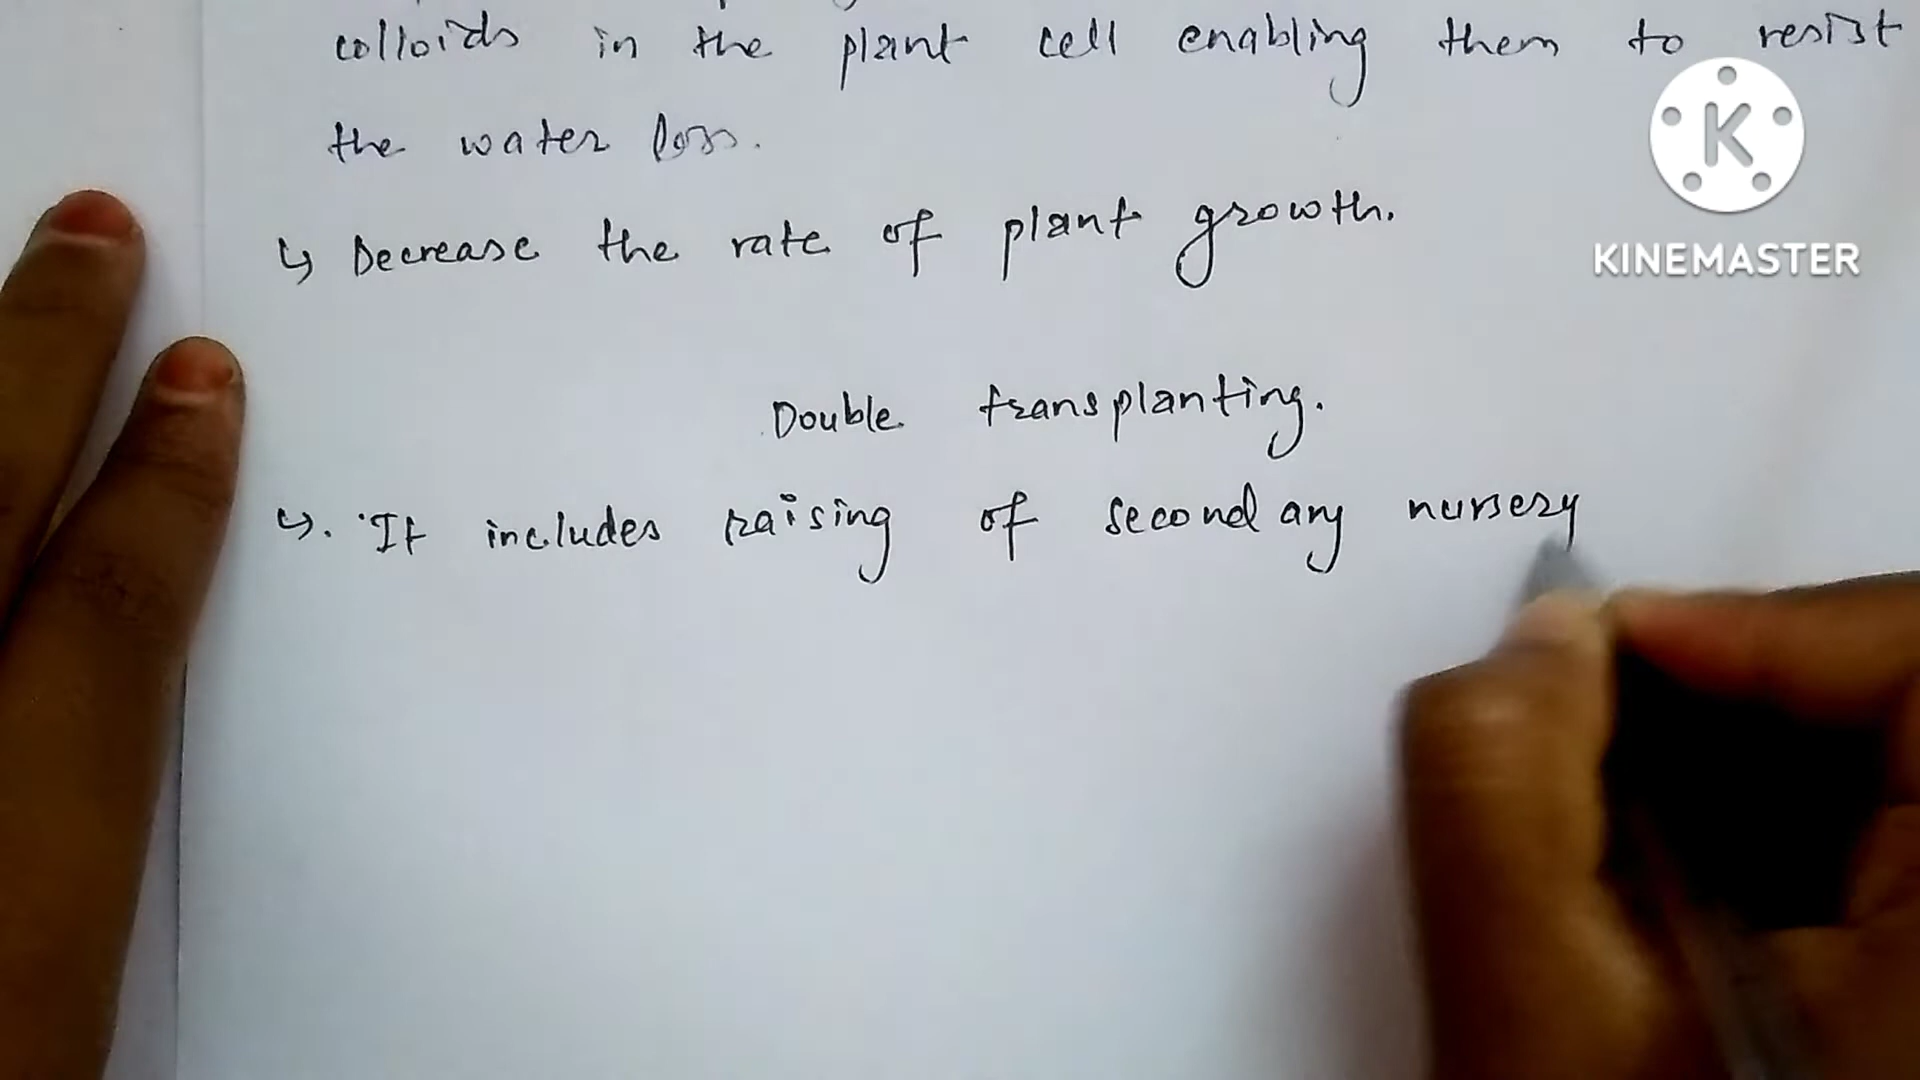 colloids in the plant cell enabling them to resist
the water loss.
↳ Decrease the rate of plant growth.
Double transplanting.
↳. It includes raising of secondary nursery
K
KINEMASTER